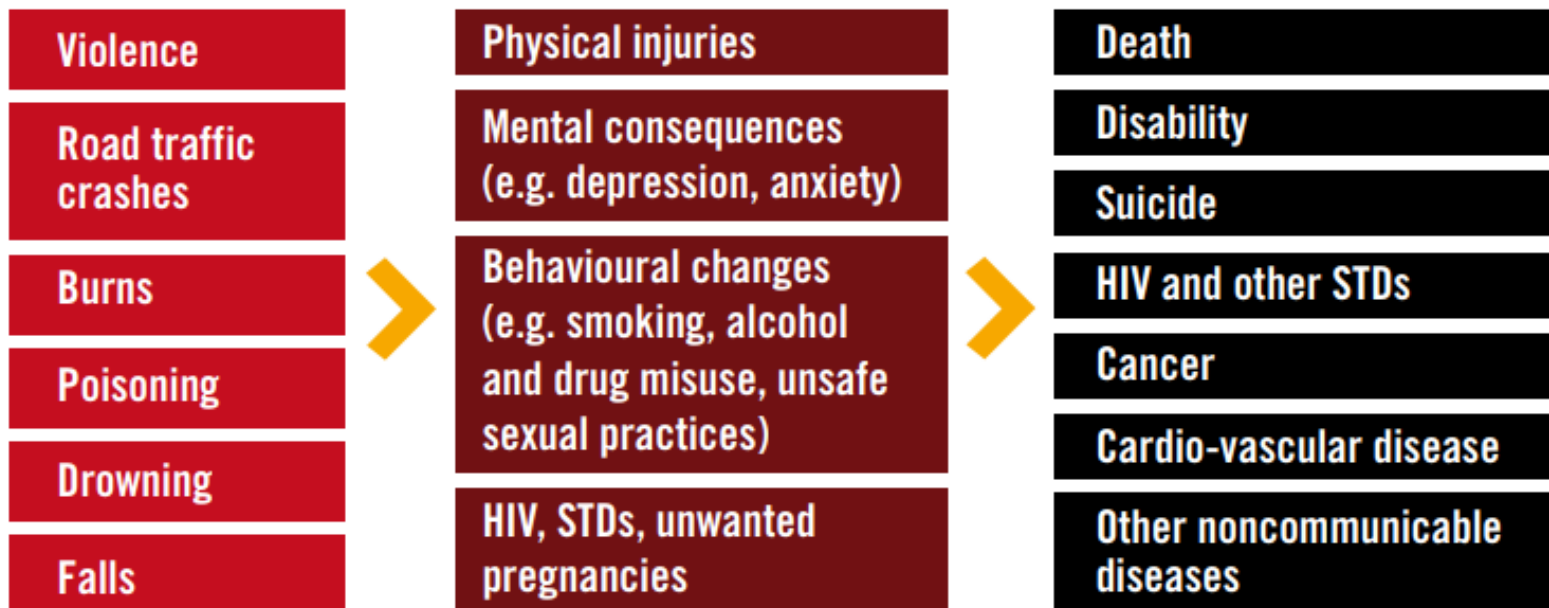 Violence
Road traffic
crashes
Burns
Poisoning
Drowning
Falls
Physical injuries
Mental consequences
(e.g. depression, anxiety)
Behavioural changes
(e.g. smoking, alcohol
and drug misuse, unsafe
sexual practices)
HIV, STDs, unwanted
pregnancies
Death
Disability
Suicide
HIV and other STDs
Cancer
Cardio-vascular disease
Other noncommunicable
diseases